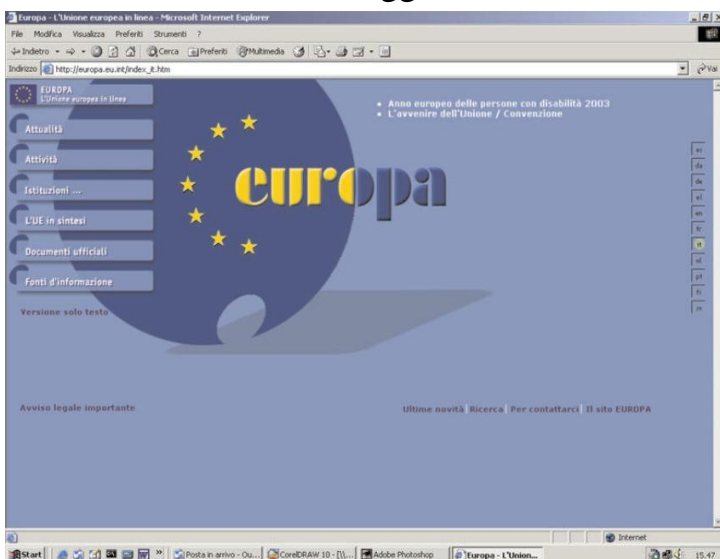 Europa - L'Unione europea in linea - Microsoft Internet Explorer
File Modifica Visualizza Preferiti Strumenti ?
Indietro Cerca Preferiti Multimedia
Indirizzo http://europa.eu.int/index_it.htm Vai
EUROPA
L'Unione europea in linea
Anno europeo delle persone con disabilità 2003
L'avvenire dell'Unione / Convenzione
Attualità
Attività
Istituzioni ...
L'UE in sintesi
Documenti ufficiali
Fonti d'informazione
Versione solo testo
europa
es
da
de
el
en
fr
it
nl
pt
fi
sv
Avviso legale importante
Ultime novità Ricerca Per contattarci Il sito EUROPA
Internet
Start Posta in arrivo - Ou... CorelDRAW 10 - [\\... Adobe Photoshop Europa - L'Union... 15.47